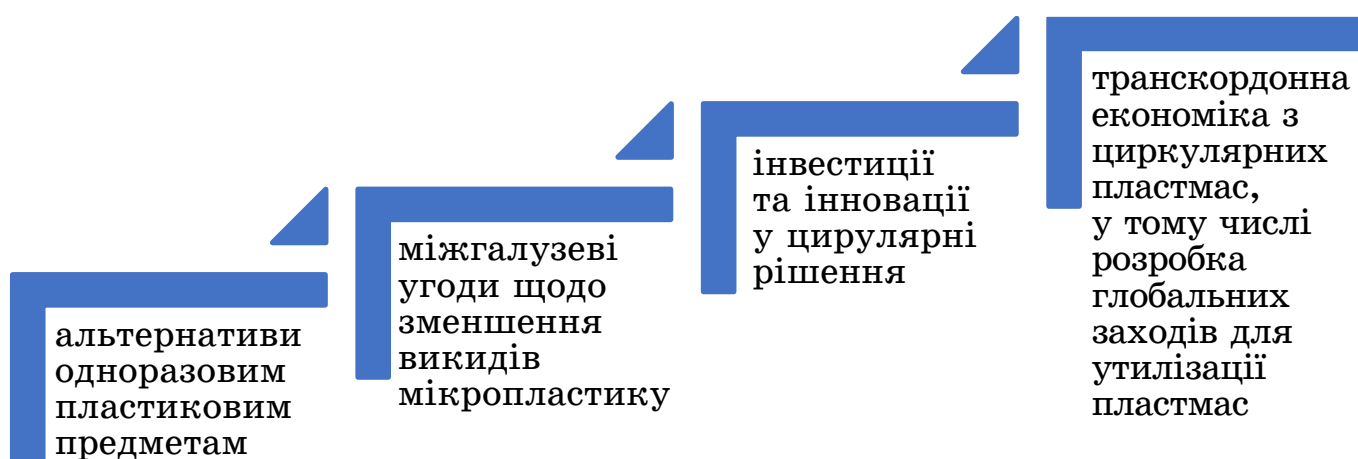 альтернативи
одноразовим
пластиковим
предметам
міжгалузеві
угоди щодо
зменшення
викидів
мікропластику
інвестиції
та інновації
у цирулярні
рішення
транскордонна
економіка з
циркулярних
пластмас,
у тому числі
розробка
глобальних
заходів для
утилізації
пластмас